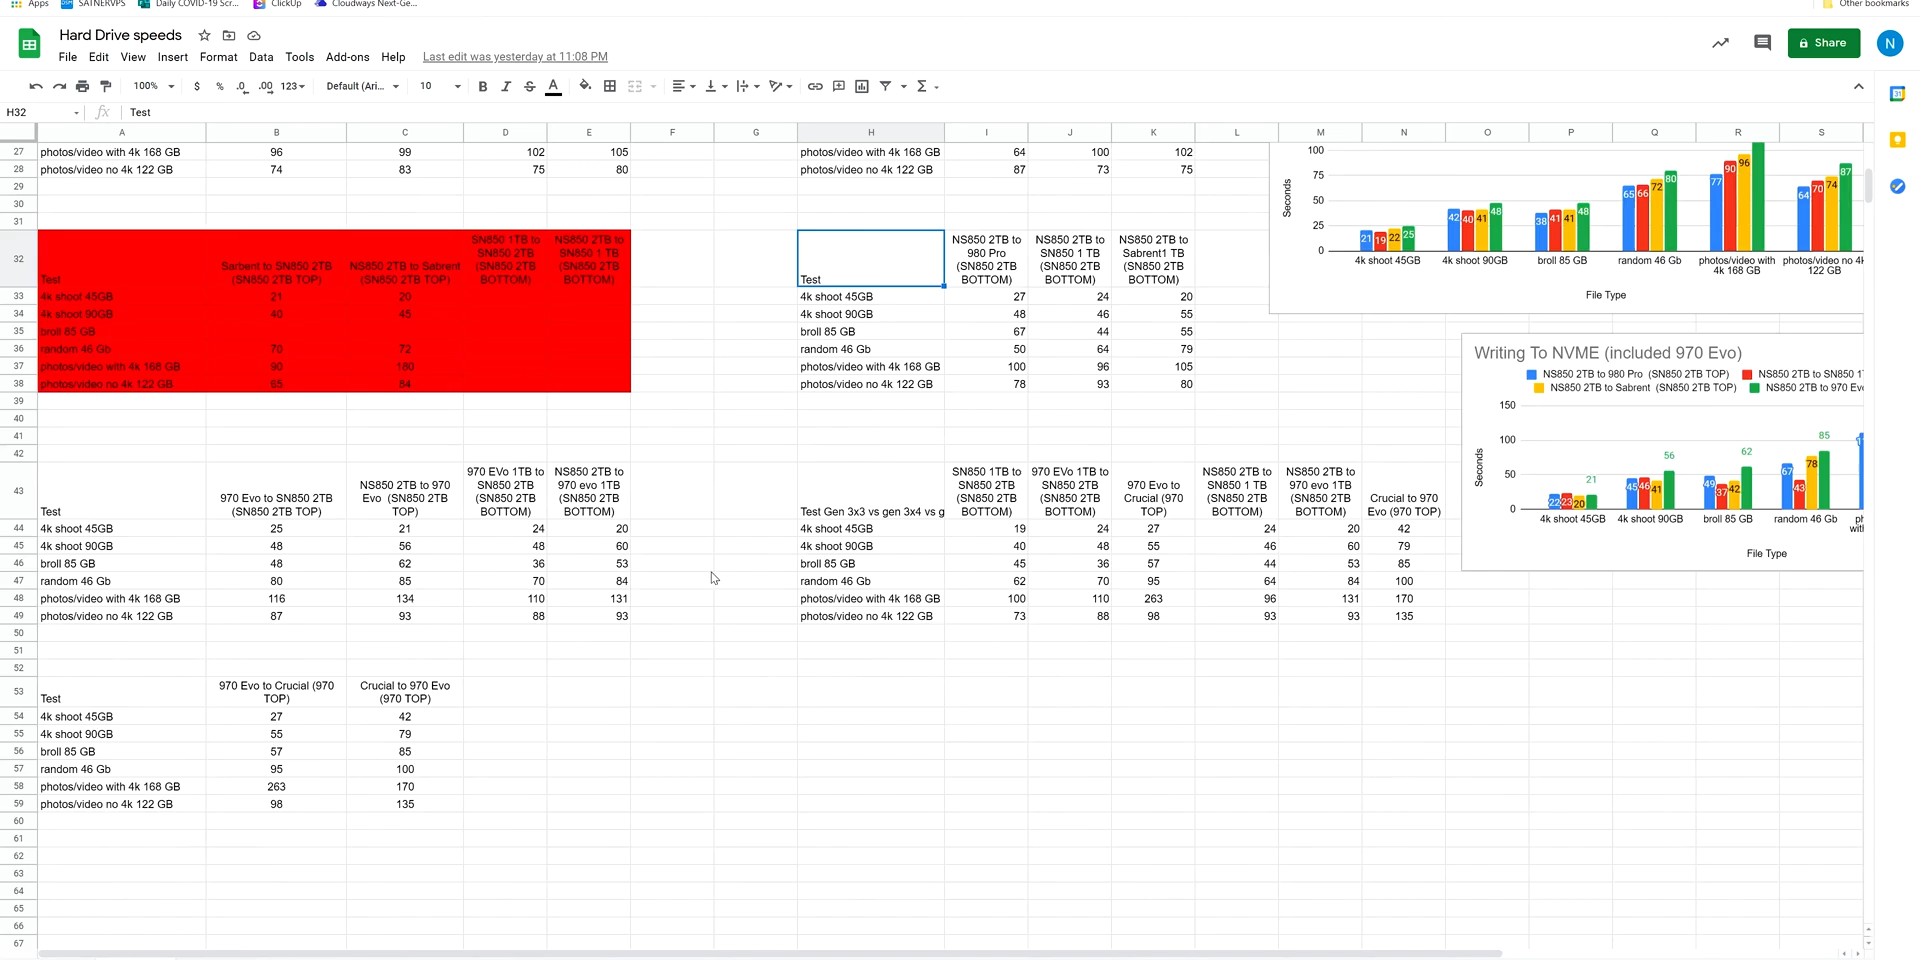 Apps SATNERVPS Daily COVID-19 Scr... ClickUp Cloudways Next-Ge... Other bookmarks
Hard Drive speeds
File Edit View Insert Format Data Tools Add-ons Help Last edit was yesterday at 11:08 PM
Share
N
100% $ % .0 .00 123 Default (Ari... 10 B I S A Σ
H32 fx Test
A B C D E F G H I J K L M N O P Q R S
27 photos/video with 4k 168 GB 96 99 102 105 photos/video with 4k 168 GB 64 100 102
28 photos/video no 4k 122 GB 74 83 75 80 photos/video no 4k 122 GB 87 73 75
29
30
31
32 Test Sarbent to SN850 2TB (SN850 2TB TOP) NS850 2TB to Sabrent (SN850 2TB TOP) SN850 1TB to SN850 2TB (SN850 2TB BOTTOM) NS850 2TB to SN850 1 TB (SN850 2TB BOTTOM) Test NS850 2TB to 980 Pro (SN850 2TB BOTTOM) NS850 2TB to SN850 1 TB (SN850 2TB BOTTOM) NS850 2TB to Sabrent1 TB (SN850 2TB BOTTOM)
33 4k shoot 45GB 21 20 4k shoot 45GB 27 24 20
34 4k shoot 90GB 40 45 4k shoot 90GB 48 46 55
35 broll 85 GB broll 85 GB 67 44 55
36 random 46 Gb 70 72 random 46 Gb 50 64 79
37 photos/video with 4k 168 GB 90 180 photos/video with 4k 168 GB 100 96 105
38 photos/video no 4k 122 GB 65 84 photos/video no 4k 122 GB 78 93 80
39
40
41
42
43 Test 970 Evo to SN850 2TB (SN850 2TB TOP) NS850 2TB to 970 Evo (SN850 2TB TOP) 970 EVo 1TB to SN850 2TB (SN850 2TB BOTTOM) NS850 2TB to 970 evo 1TB (SN850 2TB BOTTOM) Test Gen 3x3 vs gen 3x4 vs g SN850 1TB to SN850 2TB (SN850 2TB BOTTOM) 970 EVo 1TB to SN850 2TB (SN850 2TB BOTTOM) 970 Evo to Crucial (970 TOP) NS850 2TB to SN850 1 TB (SN850 2TB BOTTOM) NS850 2TB to 970 evo 1TB (SN850 2TB BOTTOM) Crucial to 970 Evo (970 TOP)
44 4k shoot 45GB 25 21 24 20 4k shoot 45GB 19 24 27 24 20 42
45 4k shoot 90GB 48 56 48 60 4k shoot 90GB 40 48 55 46 60 79
46 broll 85 GB 48 62 36 53 broll 85 GB 45 36 57 44 53 85
47 random 46 Gb 80 85 70 84 random 46 Gb 62 70 95 64 84 100
48 photos/video with 4k 168 GB 116 134 110 131 photos/video with 4k 168 GB 100 110 263 96 131 170
49 photos/video no 4k 122 GB 87 93 88 93 photos/video no 4k 122 GB 73 88 98 93 93 135
50
51
52
53 Test 970 Evo to Crucial (970 TOP) Crucial to 970 Evo (970 TOP)
54 4k shoot 45GB 27 42
55 4k shoot 90GB 55 79
56 broll 85 GB 57 85
57 random 46 Gb 95 100
58 photos/video with 4k 168 GB 263 170
59 photos/video no 4k 122 GB 98 135
60
61
62
63
64
65
66
67
Seconds
100
75
50
25
0
21 19 22 25 42 40 41 48 38 41 41 48 65 66 72 80 77 90 96 64 70 74 87
4k shoot 45GB 4k shoot 90GB broll 85 GB random 46 Gb photos/video with 4k 168 GB photos/video no 4k 122 GB
File Type
Writing To NVME (included 970 Evo)
NS850 2TB to 980 Pro (SN850 2TB TOP) NS850 2TB to SN850 1
NS850 2TB to Sabrent (SN850 2TB TOP) NS850 2TB to 970 Ev
Seconds
150
100
50
0
22 23 20 21 45 46 41 56 49 37 42 62 67 43 78 85
4k shoot 45GB 4k shoot 90GB broll 85 GB random 46 Gb
File Type
31